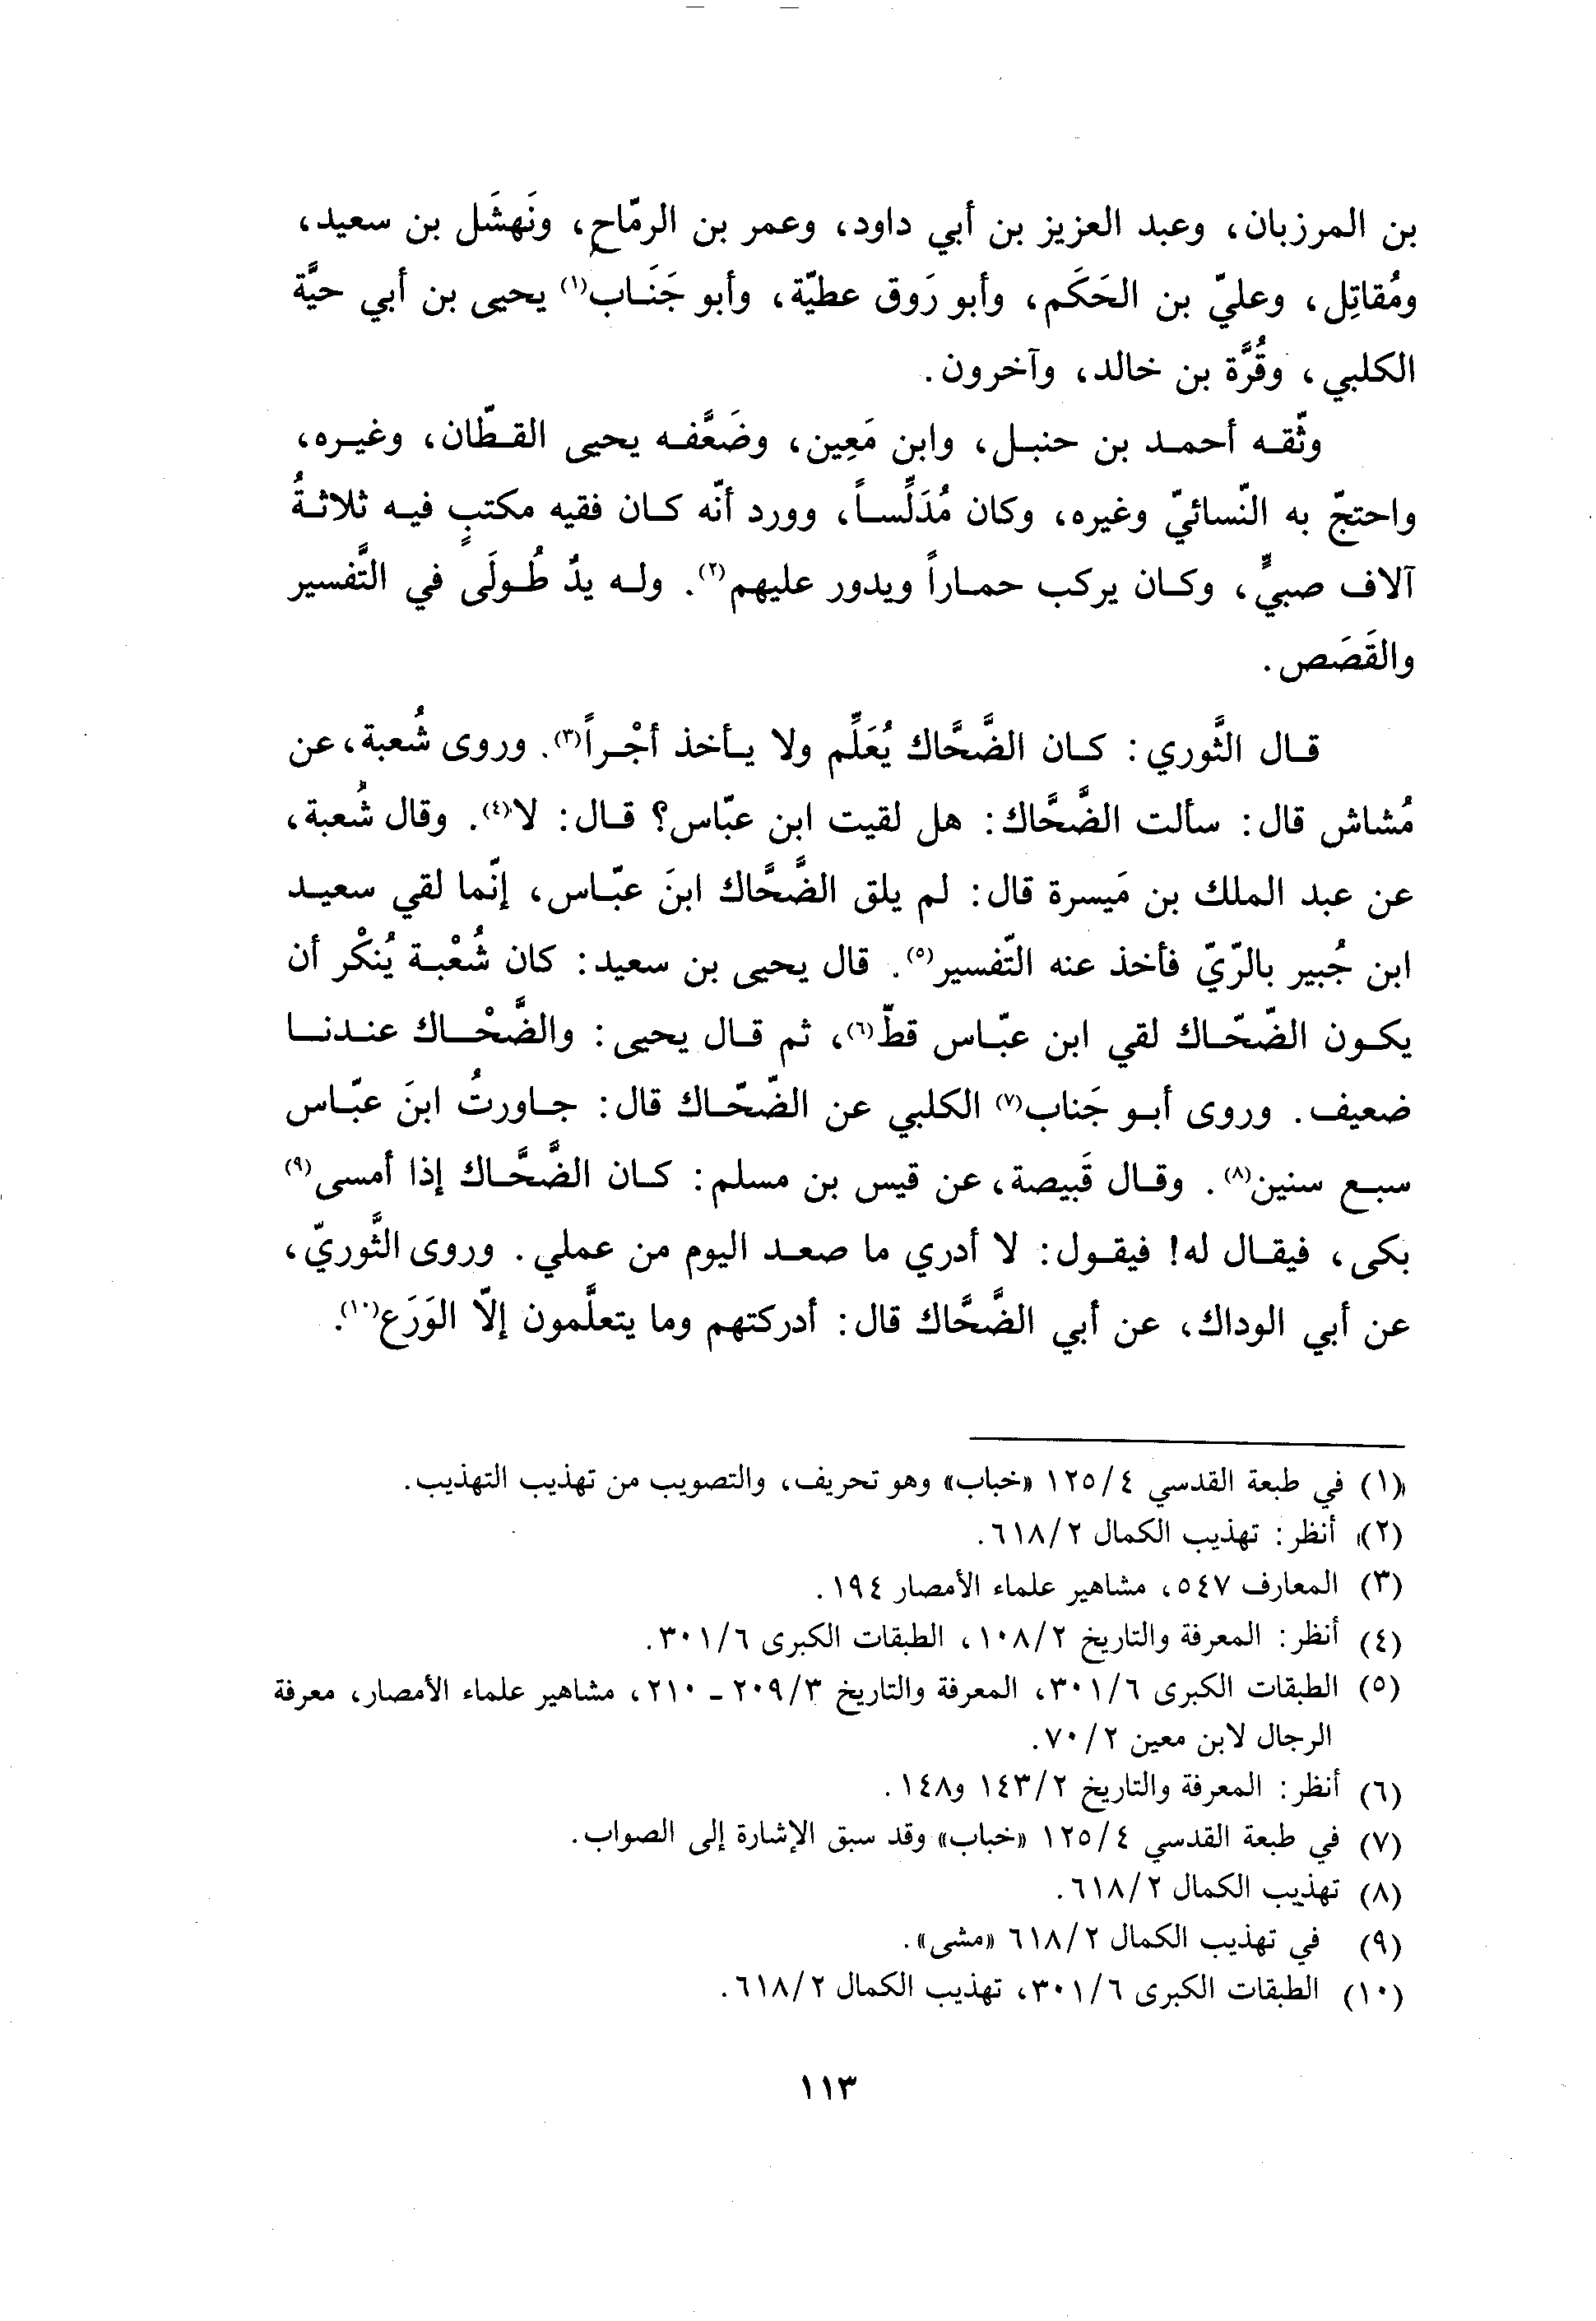 بن المرزبان، وعبد العزيز بن أبي داود، وعمر بن الرمّاح، ونَهشَل بن سعيد،
ومُقاتِل، وعليّ بن الحَكَم، وأبو رَوق عطيّة، وأبو جَنَاب(١) يحيى بن أبي حيَّة
الكلبي، وقُرَّة بن خالد، وآخرون.
وثّقه أحمد بن حنبل، وابن مَعِين، وضَعَّفه يحيى القطّان، وغيره،
واحتجّ به النّسائيّ وغيره، وكان مُدَلِّساً، وورد أنّه كان فقيه مكتبٍ فيه ثلاثةُ
آلاف صبيٍّ، وكان يركب حماراً ويدور عليهم(٢). وله يدٌ طُولَى في التَّفسير
والقَصَص.
قال الثَّوري: كان الضَّحَّاك يُعَلِّم ولا يأخذ أجْراً(٣). وروى شُعبة، عن
مُشاش قال: سألت الضَّحَّاك: هل لقيت ابن عبّاس؟ قال: لا(٤). وقال شُعبة،
عن عبد الملك بن مَيسرة قال: لم يلق الضَّحَّاك ابنَ عبّاس، إنّما لقي سعيد
ابن جُبير بالرّيّ فأخذ عنه التّفسير(٥). قال يحيى بن سعيد: كان شُعْبة يُنكْر أن
يكون الضّحّاك لقي ابن عبّاس قطّ(٦)، ثم قال يحيى: والضَّحْاك عندنا
ضعيف. وروى أبو جَناب(٧) الكلبي عن الضّحّاك قال: جاورتُ ابنَ عبّاس
سبع سنين(٨). وقال قَبيصة، عن قيس بن مسلم: كان الضَّحَّاك إذا أمسى(٩)
بكى، فيقال له! فيقول: لا أدري ما صعد اليوم من عملي. وروى الثَّوريّ،
عن أبي الوداك، عن أبي الضَّحَّاك قال: أدركتهم وما يتعلَّمون إلّا الوَرَع(١٠).
(١) في طبعة القدسي ١٢٥/٤ «خباب» وهو تحريف، والتصويب من تهذيب التهذيب.
(٢) أنظر: تهذيب الكمال ٦١٨/٢.
(٣) المعارف ٥٤٧، مشاهير علماء الأمصار ١٩٤.
(٤) أنظر: المعرفة والتاريخ ١٠٨/٢، الطبقات الكبرى ٣٠١/٦.
(٥) الطبقات الكبرى ٣٠١/٦، المعرفة والتاريخ ٢٠٩/٣ - ٢١٠، مشاهير علماء الأمصار، معرفة
الرجال لابن معين ٧٠/٢.
(٦) أنظر: المعرفة والتاريخ ١٤٣/٢ و١٤٨.
(٧) في طبعة القدسي ١٢٥/٤ «خباب» وقد سبق الإشارة إلى الصواب.
(٨) تهذيب الكمال ٦١٨/٢.
(٩) في تهذيب الكمال ٦١٨/٢ «مشى».
(١٠) الطبقات الكبرى ٣٠١/٦، تهذيب الكمال ٦١٨/٢.
١١٣